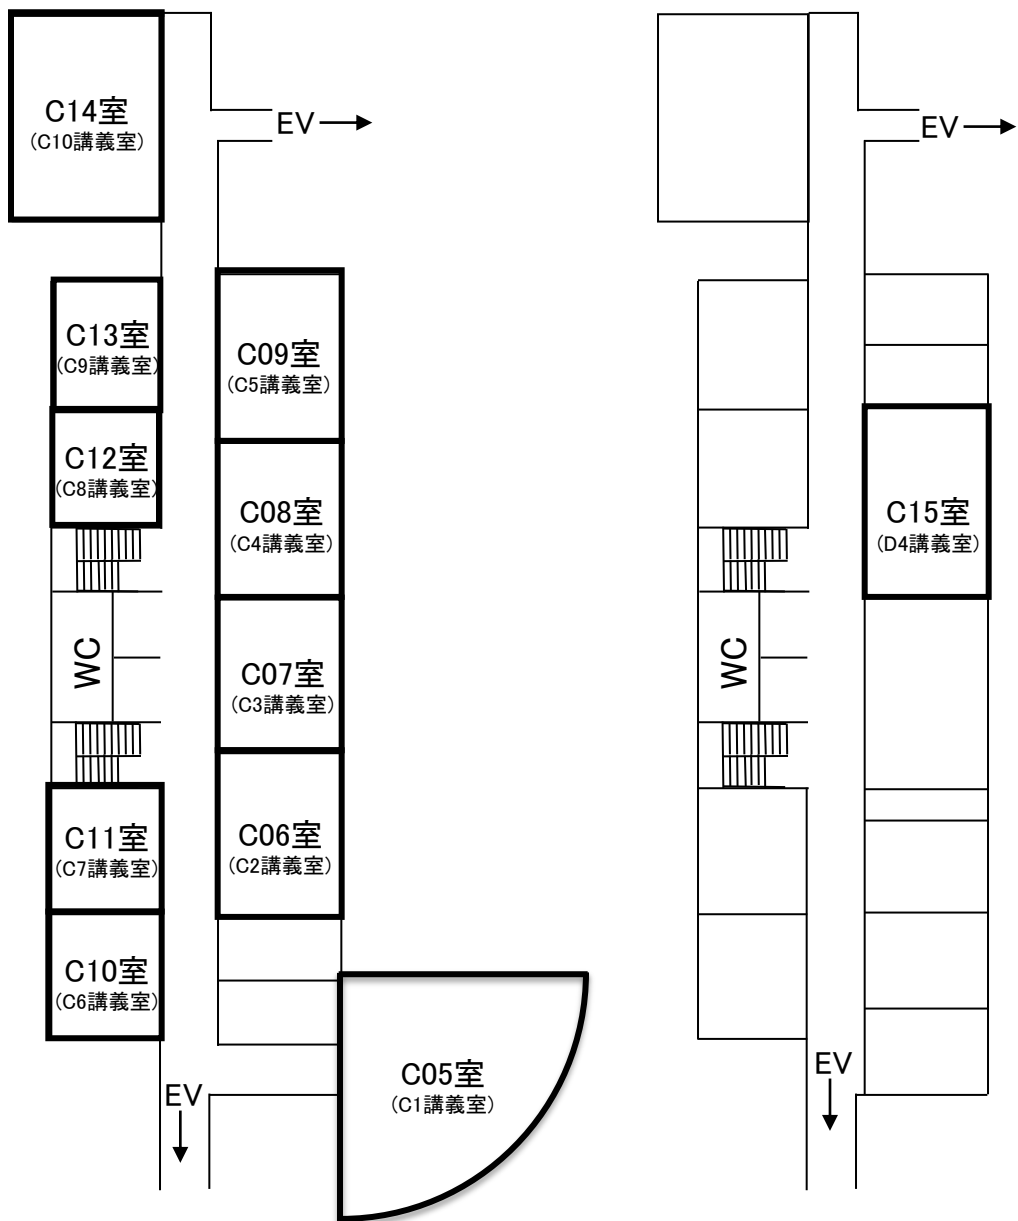 C14室
(C10講義室)
EV
EV
C13室
(C9講義室)
C09室
(C5講義室)
C12室
(C8講義室)
C08室
(C4講義室)
C15室
(D4講義室)
WC
C07室
(C3講義室)
WC
C11室
(C7講義室)
C06室
(C2講義室)
C10室
(C6講義室)
C05室
(C1講義室)
EV
EV